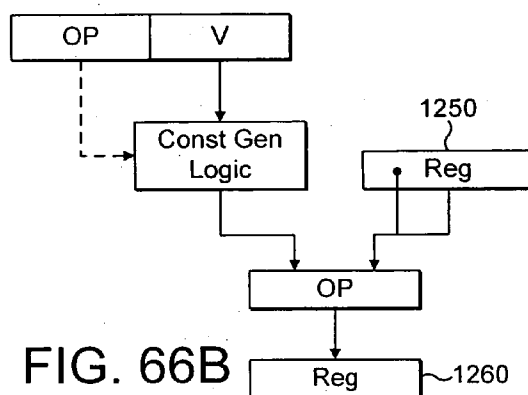 OP V
Const Gen
Logic
1250
Reg
OP
FIG. 66B
Reg
1260